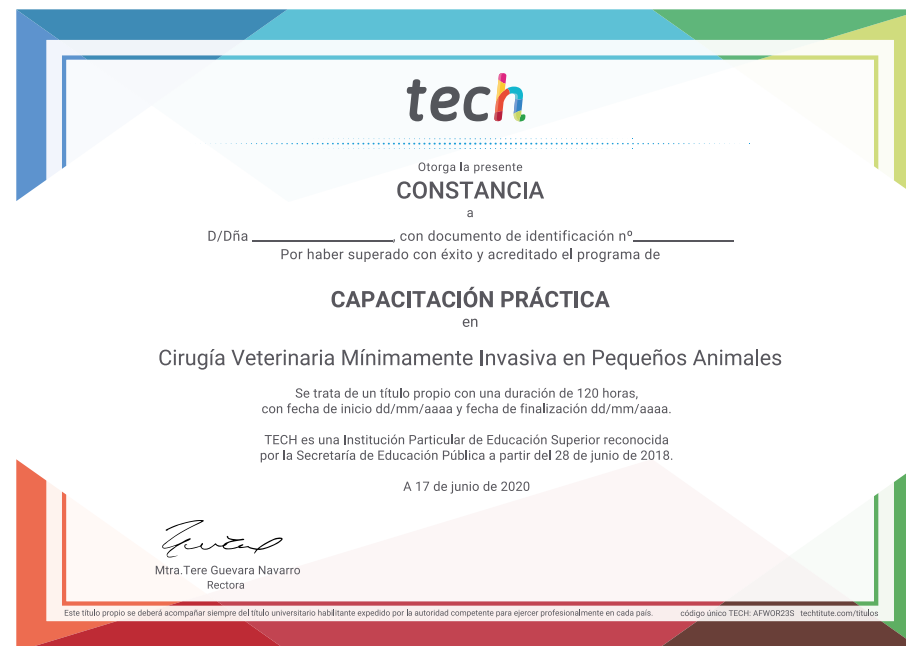 tech
Otorga la presente
CONSTANCIA
a
D/Dña ________________, con documento de identificación nº____________
Por haber superado con éxito y acreditado el programa de
CAPACITACIÓN PRÁCTICA
en
Cirugía Veterinaria Mínimamente Invasiva en Pequeños Animales
Se trata de un título propio con una duración de 120 horas,
con fecha de inicio dd/mm/aaaa y fecha de finalización dd/mm/aaaa.
TECH es una Institución Particular de Educación Superior reconocida
por la Secretaría de Educación Pública a partir del 28 de junio de 2018.
A 17 de junio de 2020
Mtra.Tere Guevara Navarro
Rectora
Este título propio se deberá acompañar siempre del título universitario habilitante expedido por la autoridad competente para ejercer profesionalmente en cada país. código único TECH: AFWOR23S techtitute.com/titulos